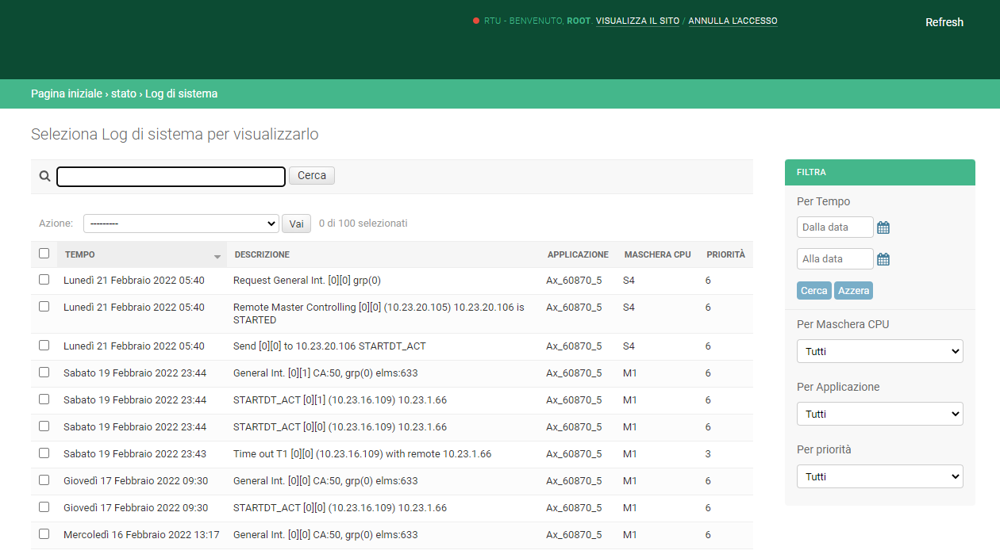 RTU - BENVENUTO, ROOT. VISUALIZZA IL SITO / ANNULLA L'ACCESSO
Refresh
Pagina iniziale › stato › Log di sistema
Seleziona Log di sistema per visualizzarlo
Cerca
Azione: --------- Vai 0 di 100 selezionati
TEMPO DESCRIZIONE APPLICAZIONE MASCHERA CPU PRIORITÀ
Lunedì 21 Febbraio 2022 05:40 Request General Int. [0][0] grp(0) Ax_60870_5 S4 6
Lunedì 21 Febbraio 2022 05:40 Remote Master Controlling [0][0] (10.23.20.105) 10.23.20.106 is Ax_60870_5 S4 6
STARTED
Lunedì 21 Febbraio 2022 05:40 Send [0][0] to 10.23.20.106 STARTDT_ACT Ax_60870_5 S4 6
Sabato 19 Febbraio 2022 23:44 General Int. [0][1] CA:50, grp(0) elms:633 Ax_60870_5 M1 6
Sabato 19 Febbraio 2022 23:44 STARTDT_ACT [0][1] (10.23.16.109) 10.23.1.66 Ax_60870_5 M1 6
Sabato 19 Febbraio 2022 23:44 STARTDT_ACT [0][0] (10.23.16.109) 10.23.1.66 Ax_60870_5 M1 6
Sabato 19 Febbraio 2022 23:43 Time out T1 [0][0] (10.23.16.109) with remote 10.23.1.66 Ax_60870_5 M1 3
Giovedì 17 Febbraio 2022 09:30 General Int. [0][0] CA:50, grp(0) elms:633 Ax_60870_5 M1 6
Giovedì 17 Febbraio 2022 09:30 STARTDT_ACT [0][0] (10.23.16.109) 10.23.1.66 Ax_60870_5 M1 6
Mercoledì 16 Febbraio 2022 13:17 General Int. [0][0] CA:50, grp(0) elms:633 Ax_60870_5 M1 6
FILTRA
Per Tempo
Dalla data
Alla data
Cerca Azzera
Per Maschera CPU
Tutti
Per Applicazione
Tutti
Per priorità
Tutti